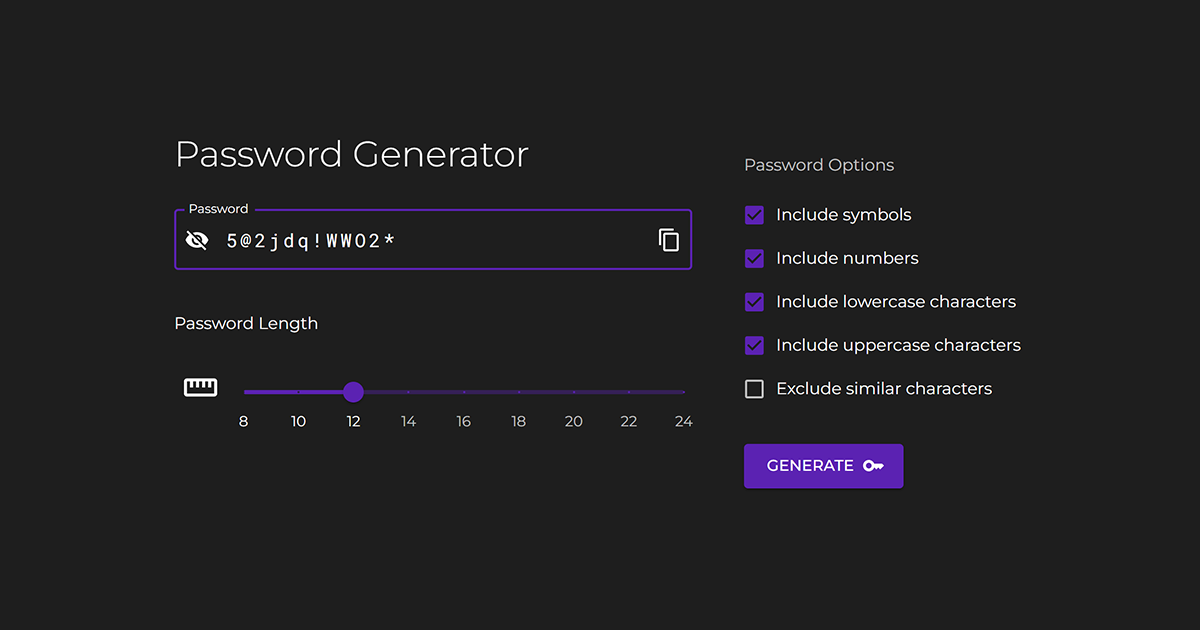 Password Generator
Password
5@2jdq!WWO2*
Password Length
8 10 12 14 16 18 20 22 24
Password Options
Include symbols
Include numbers
Include lowercase characters
Include uppercase characters
Exclude similar characters
GENERATE